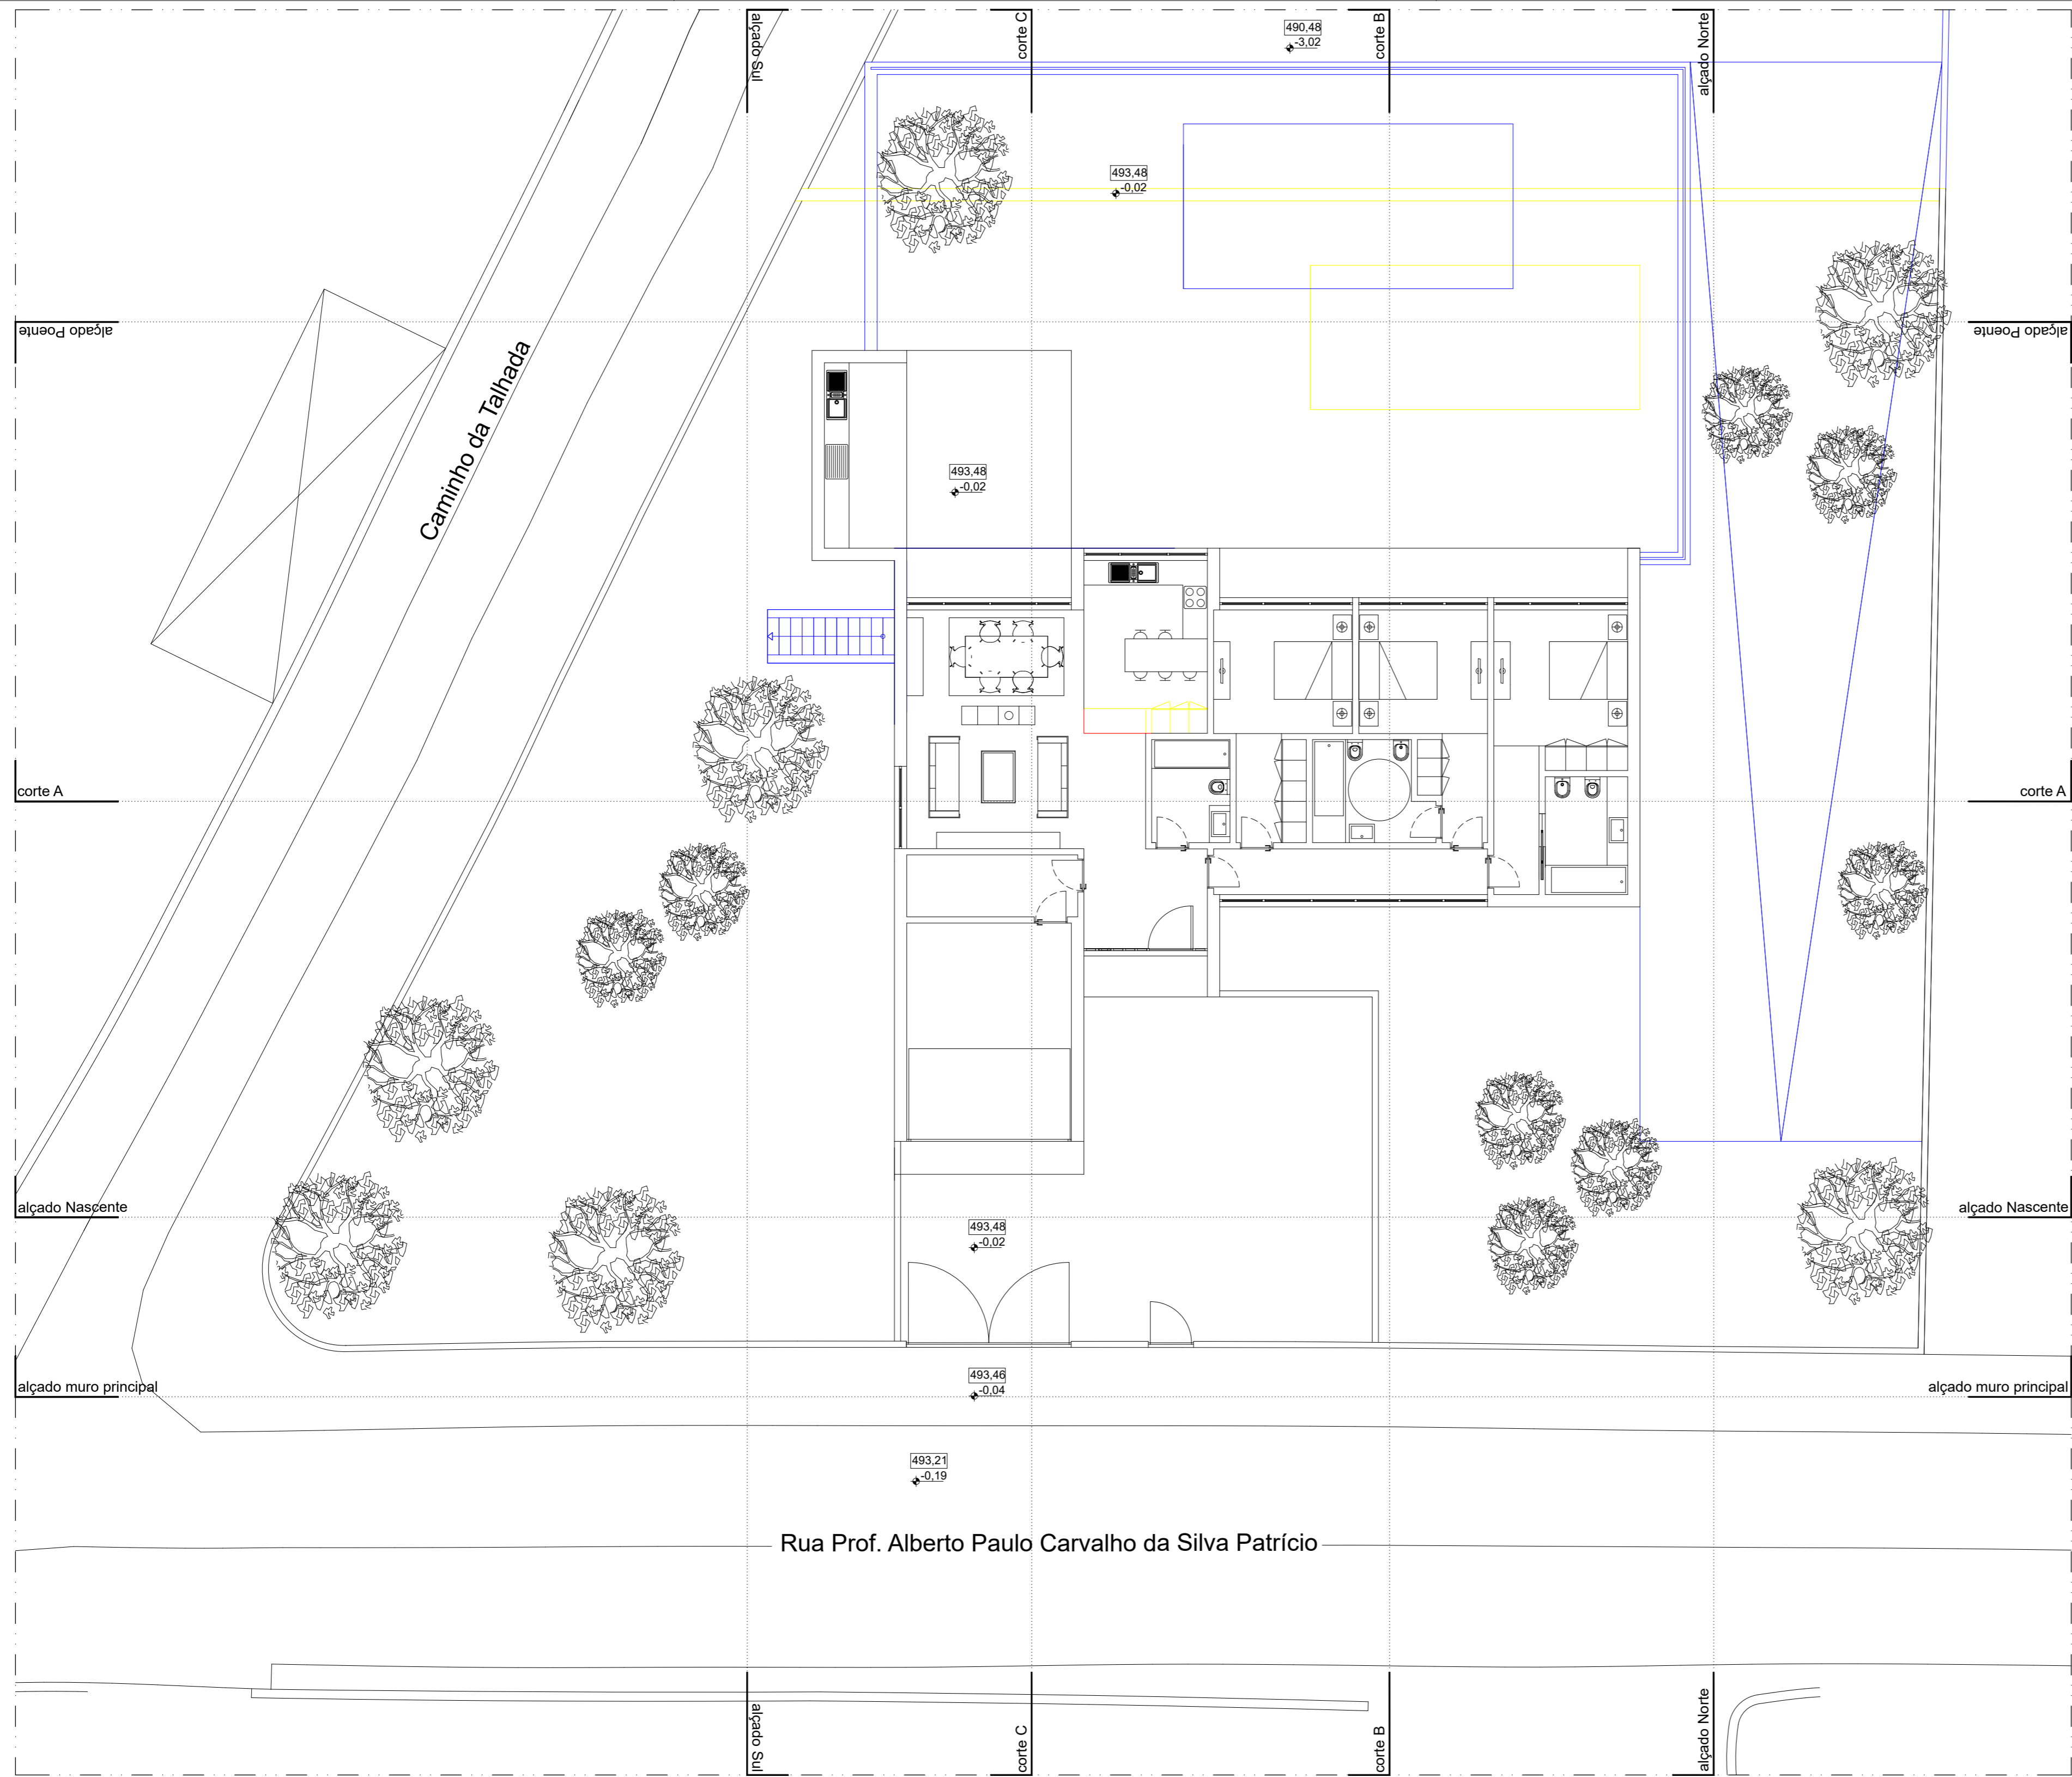 alçado Sul
corte C
490,48
-3,02
corte B
alçado Norte
493,48
-0,02
alçado Poente
alçado Poente
Caminho da Talhada
493,48
-0,02
corte A
corte A
alçado Nascente
alçado Nascente
493,48
-0,02
alçado muro principal
493,46
-0,04
alçado muro principal
493,21
-0,19
Rua Prof. Alberto Paulo Carvalho da Silva Patrício
alçado Sul
corte C
corte B
alçado Norte